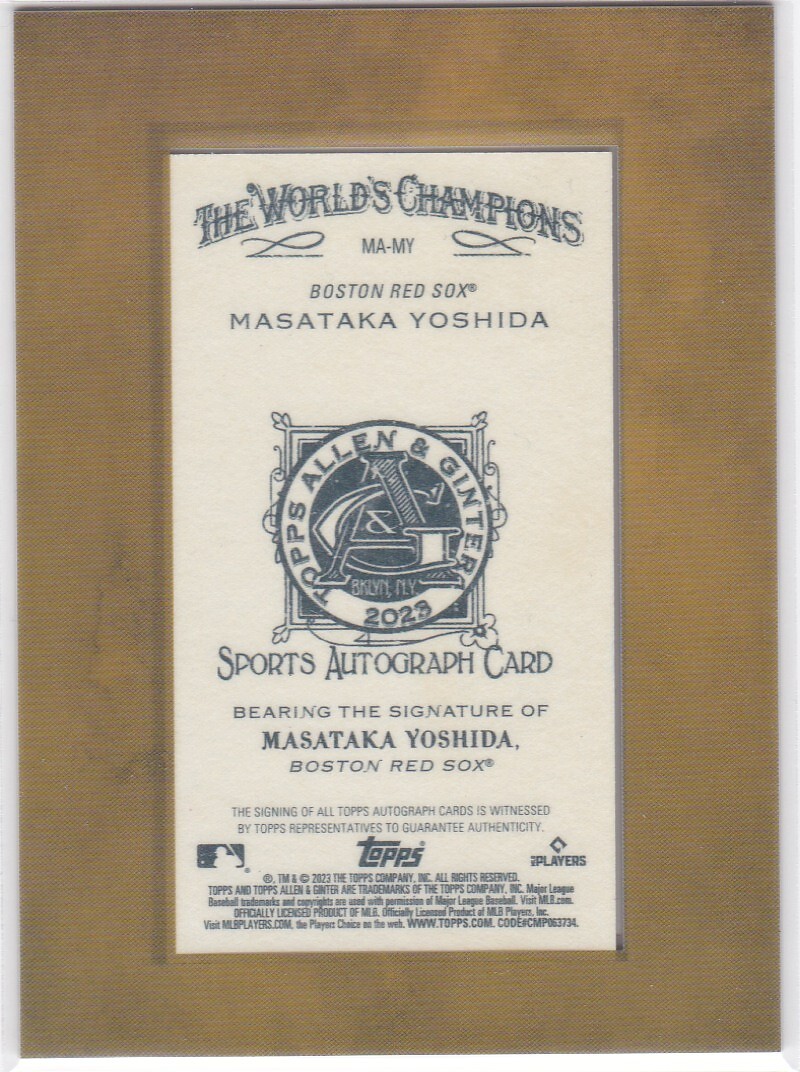 THE WORLD'S CHAMPIONS
MA-MY
BOSTON RED SOX®
MASATAKA YOSHIDA
TOPPS ALLEN & GINTER
A&G
BKLYN, N.Y.
2023
SPORTS AUTOGRAPH CARD
BEARING THE SIGNATURE OF
MASATAKA YOSHIDA,
BOSTON RED SOX®
THE SIGNING OF ALL TOPPS AUTOGRAPH CARDS IS WITNESSED
BY TOPPS REPRESENTATIVES TO GUARANTEE AUTHENTICITY.
® topps® MLBPLAYERS
®, TM & © 2023 THE TOPPS COMPANY, INC. ALL RIGHTS RESERVED.
TOPPS AND TOPPS ALLEN & GINTER ARE TRADEMARKS OF THE TOPPS COMPANY, INC. Major League
Baseball trademarks and copyrights are used with permission of Major League Baseball. Visit MLB.com.
OFFICIALLY LICENSED PRODUCT OF MLB. Officially Licensed Product of MLB Players, Inc.
Visit MLBPLAYERS.COM, the Players Choice on the web. WWW.TOPPS.COM. CODE#CMP063734.